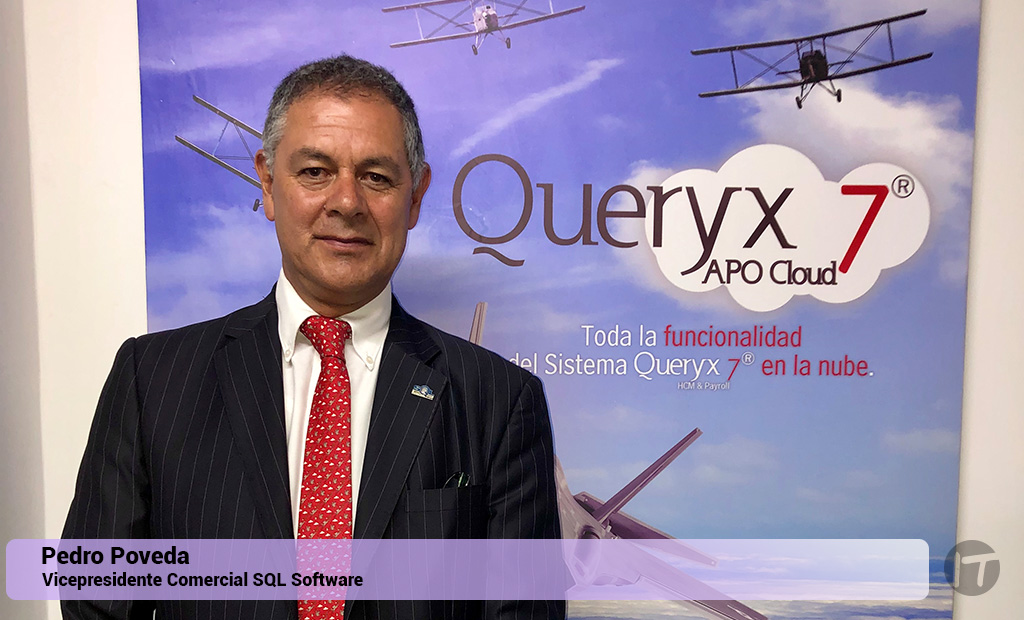 Queryx 7®
APO Cloud
Toda la funcionalidad
del Sistema Queryx 7® en la nube.
HCM & Payroll
Pedro Poveda
Vicepresidente Comercial SQL Software
IT